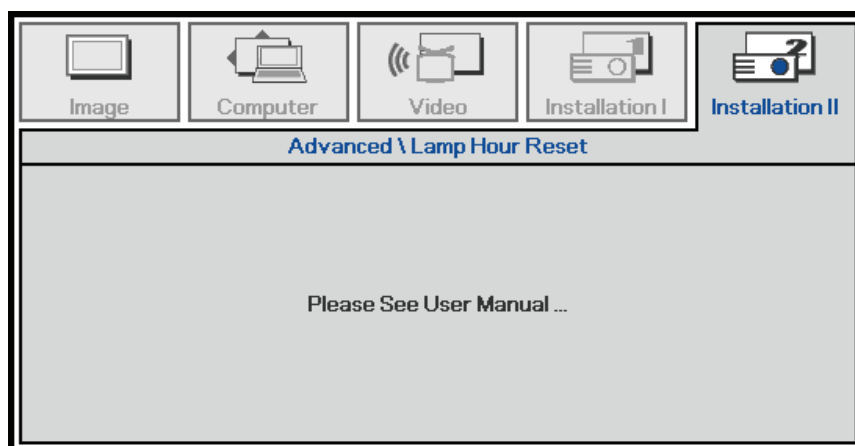 Image
Computer
Video
Installation I
Installation II
Advanced \ Lamp Hour Reset
Please See User Manual ...